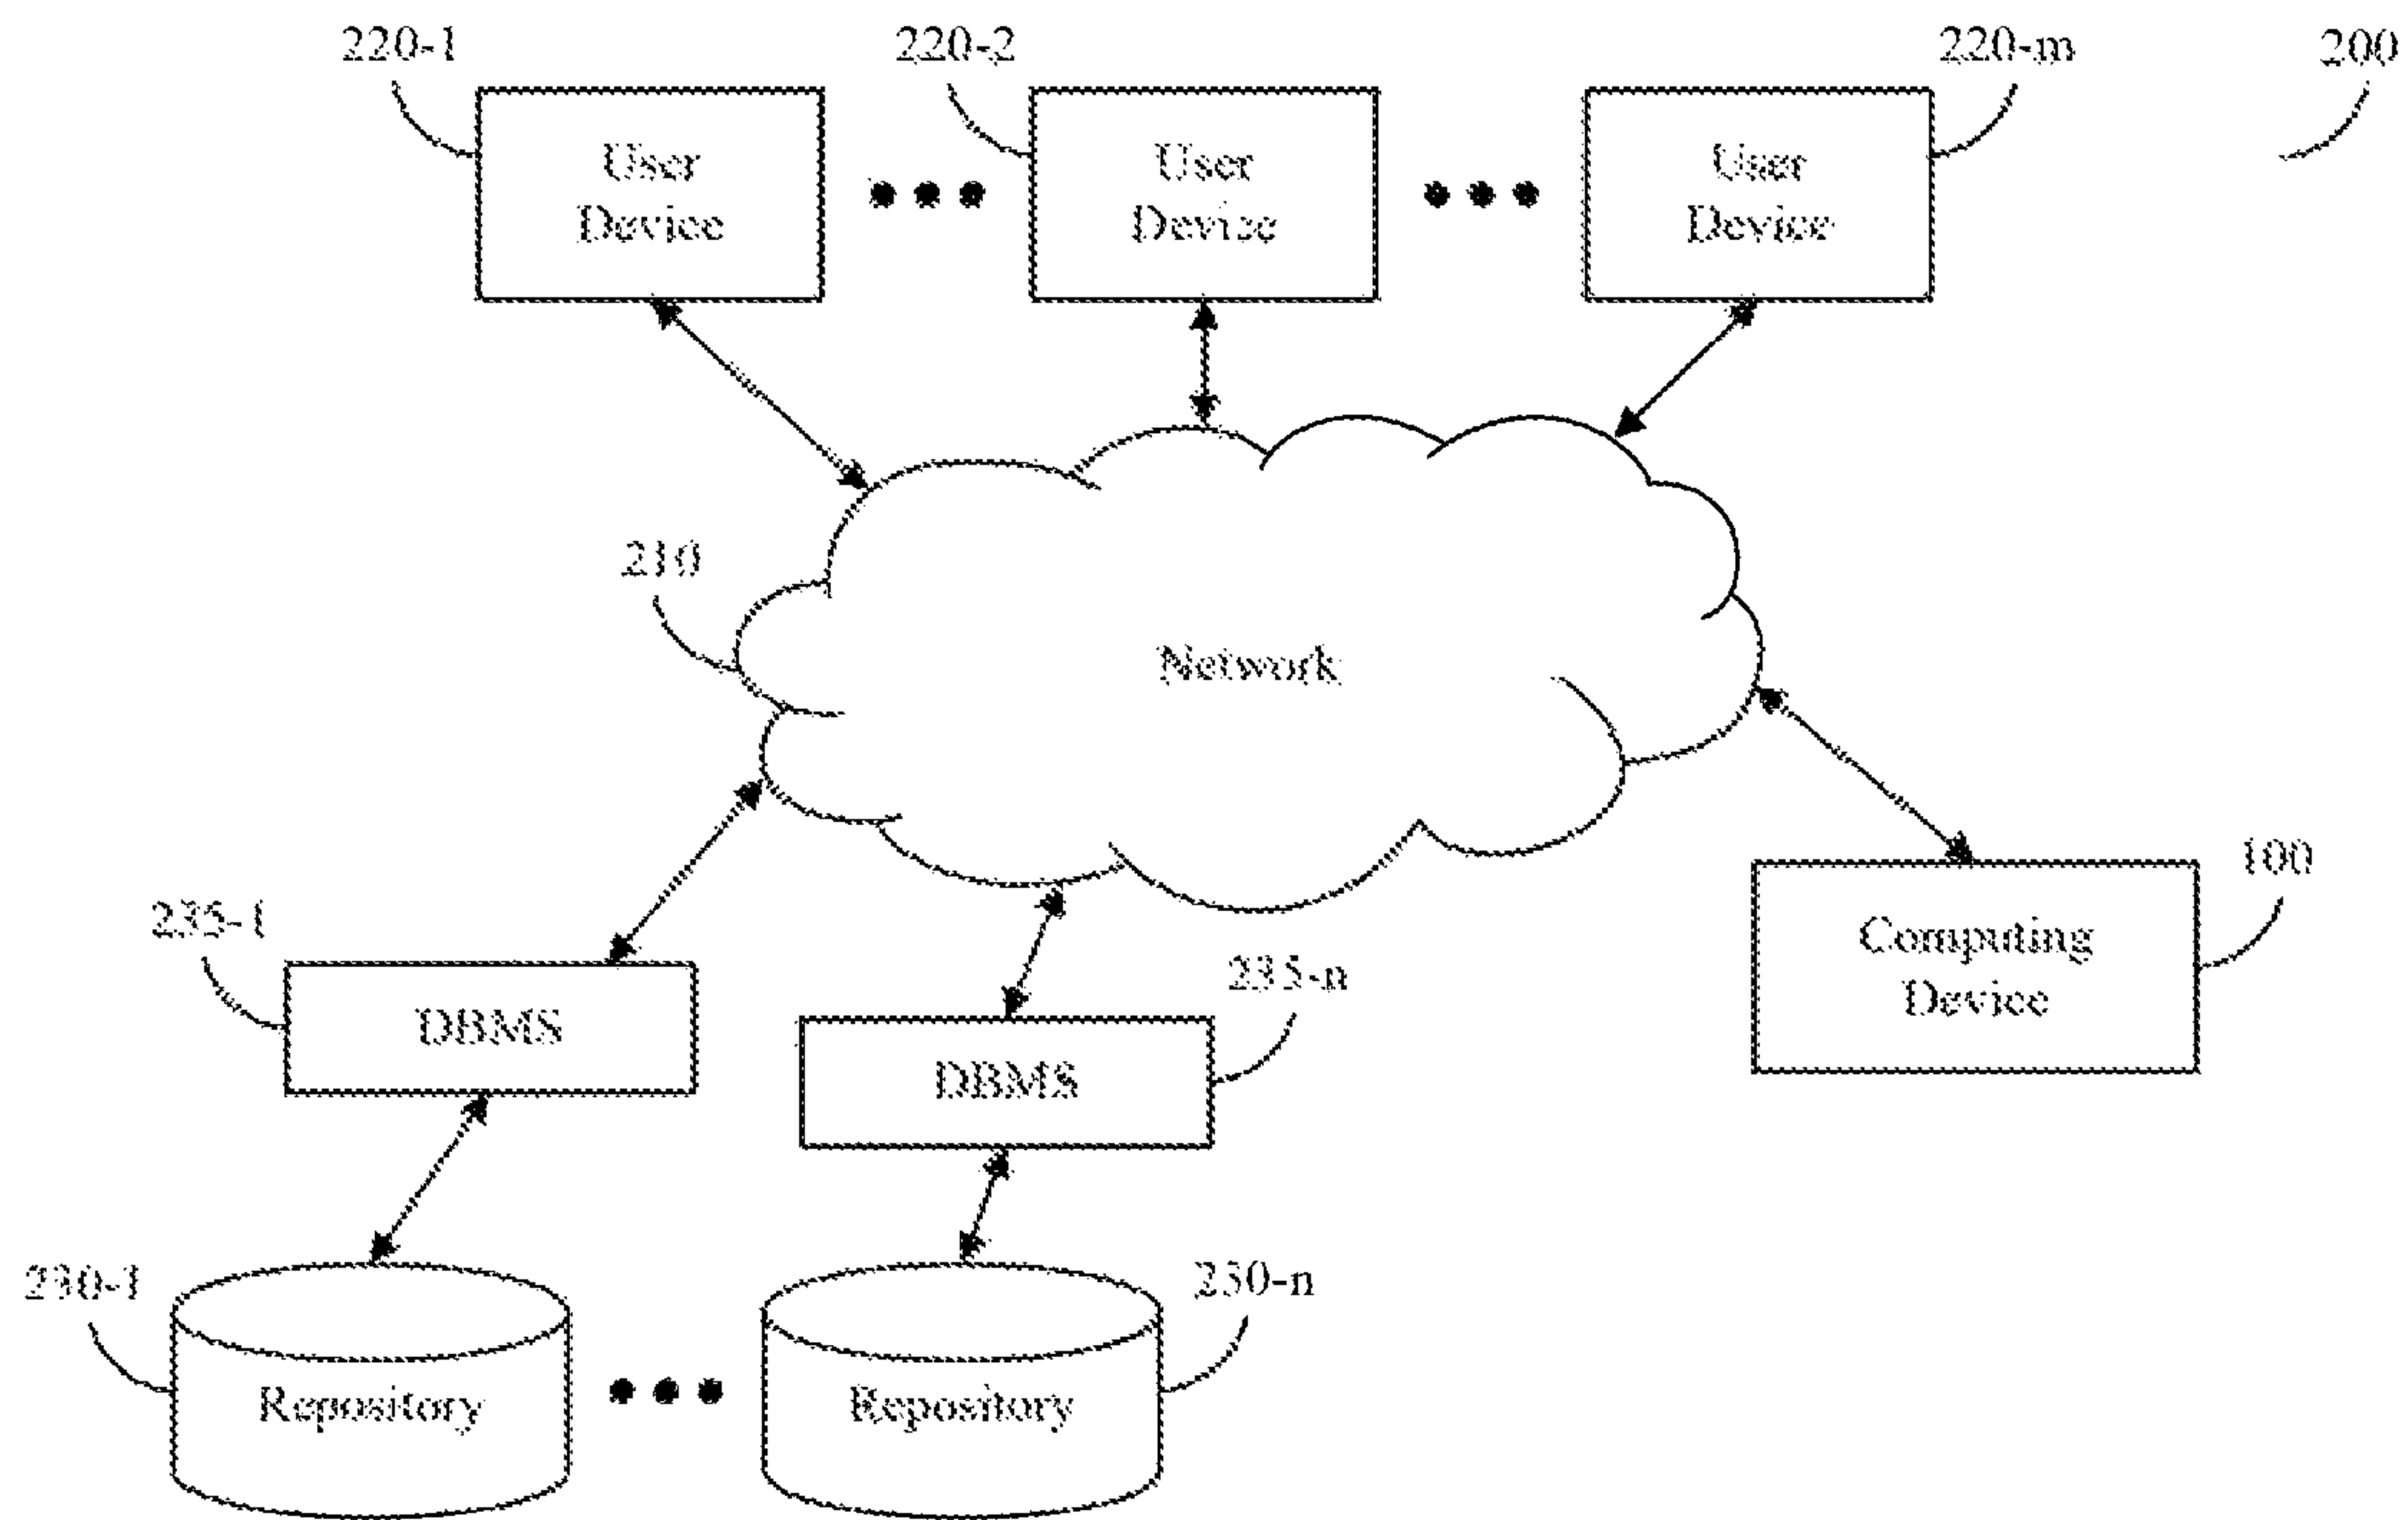 220-1
220-2
220-m
200
User
Device
User
Device
User
Device
210
Network
235-1
DBMS
235-n
DBMS
100
Computing
Device
230-1
Repository
230-n
Repository